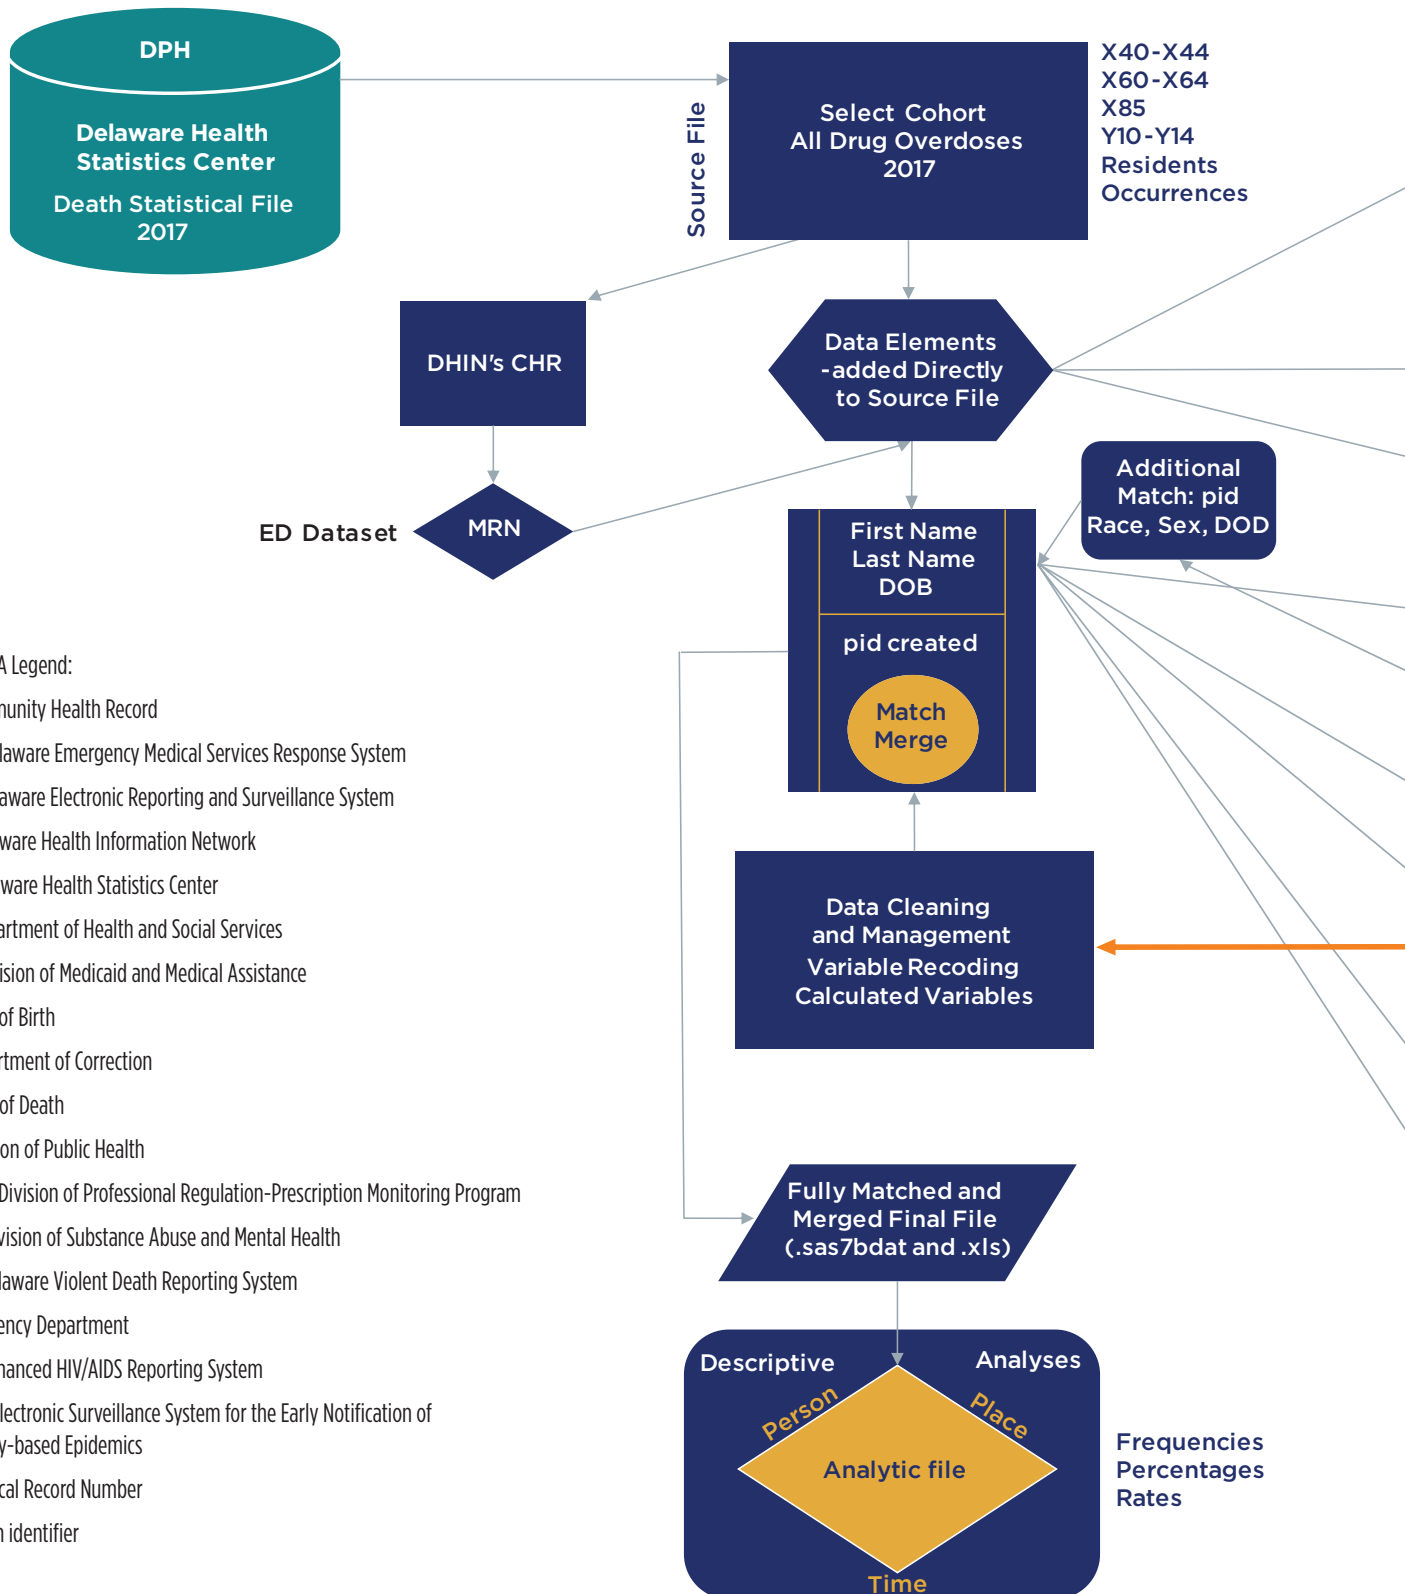 DPH
Delaware Health
Statistics Center
Death Statistical File
2017
Source File
Select Cohort
All Drug Overdoses
2017
X40-X44
X60-X64
X85
Y10-Y14
Residents
Occurrences
DHIN's CHR
Data Elements
-added Directly
to Source File
ED Dataset
MRN
Additional
Match: pid
Race, Sex, DOD
First Name
Last Name
DOB
pid created
Match
Merge
Data Cleaning
and Management
Variable Recoding
Calculated Variables
A Legend:
munity Health Record
laware Emergency Medical Services Response System
aware Electronic Reporting and Surveillance System
ware Health Information Network
ware Health Statistics Center
artment of Health and Social Services
ision of Medicaid and Medical Assistance
of Birth
rtment of Correction
of Death
on of Public Health
Division of Professional Regulation-Prescription Monitoring Program
vision of Substance Abuse and Mental Health
laware Violent Death Reporting System
ency Department
hanced HIV/AIDS Reporting System
lectronic Surveillance System for the Early Notification of
y-based Epidemics
cal Record Number
n identifier
Fully Matched and
Merged Final File
(.sas7bdat and .xls)
Descriptive
Analyses
Person
Place
Analytic file
Time
Frequencies
Percentages
Rates